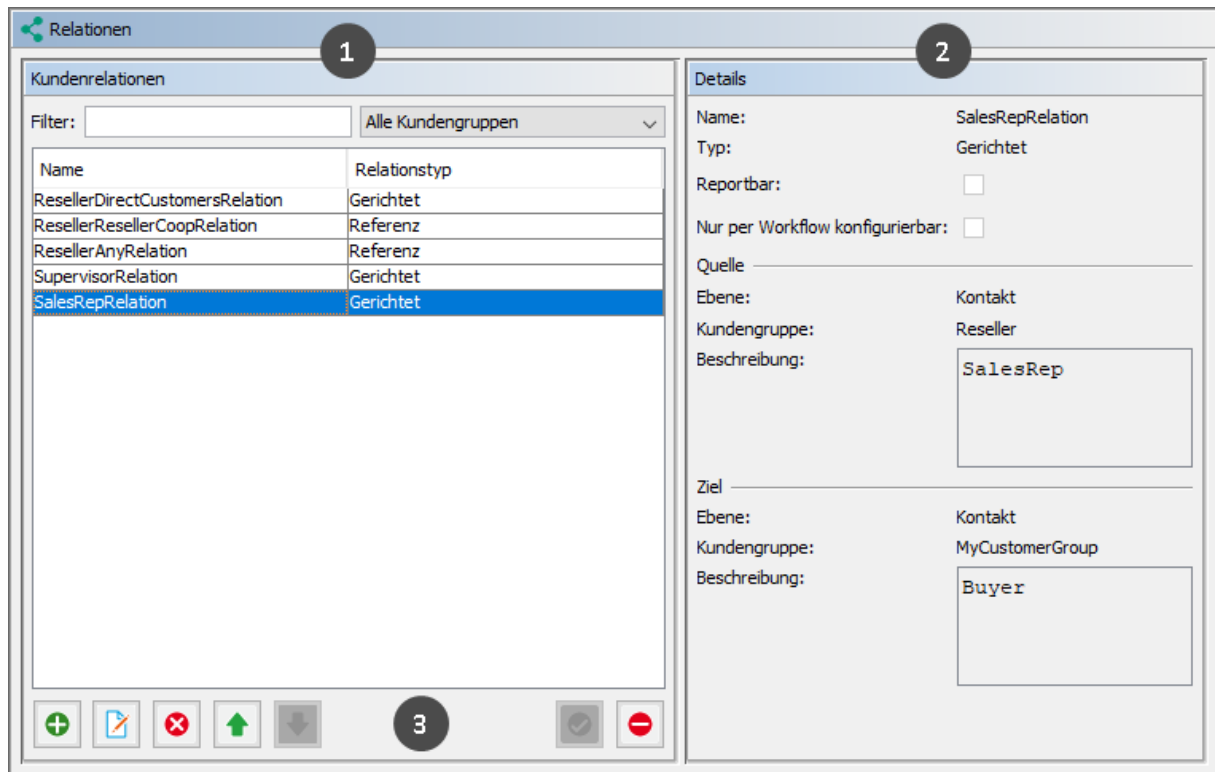 Relationen
1
2
Kundenrelationen
Filter:
Alle Kundengruppen
Name Relationstyp
ResellerDirectCustomersRelation Gerichtet
ResellerResellerCoopRelation Referenz
ResellerAnyRelation Referenz
SupervisorRelation Gerichtet
SalesRepRelation Gerichtet
3
Details
Name: SalesRepRelation
Typ: Gerichtet
Reportbar:
Nur per Workflow konfigurierbar:
Quelle
Ebene: Kontakt
Kundengruppe: Reseller
Beschreibung: SalesRep
Ziel
Ebene: Kontakt
Kundengruppe: MyCustomerGroup
Beschreibung: Buyer